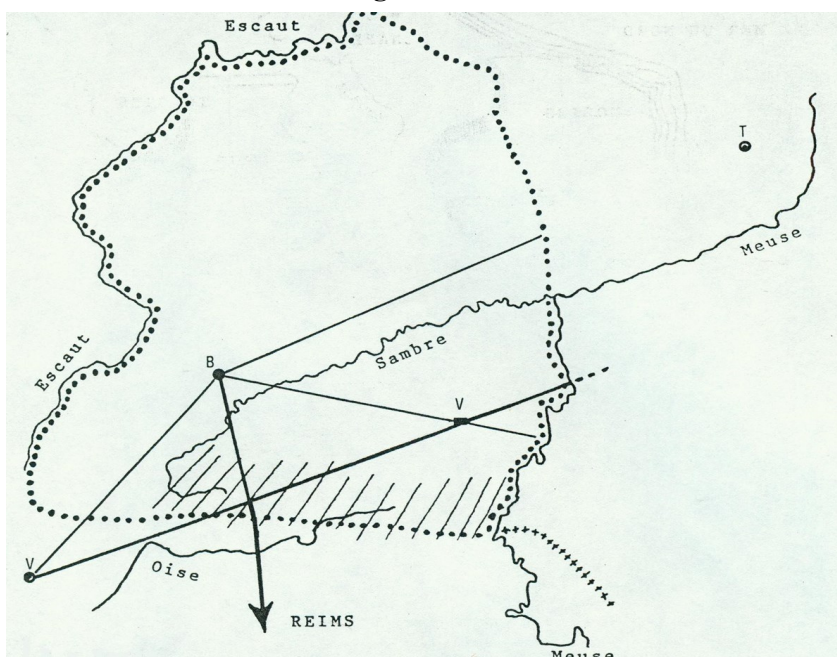 Escaut
T
Meuse
Escaut
B
Sambre
V
V
Oise
REIMS
Meuse